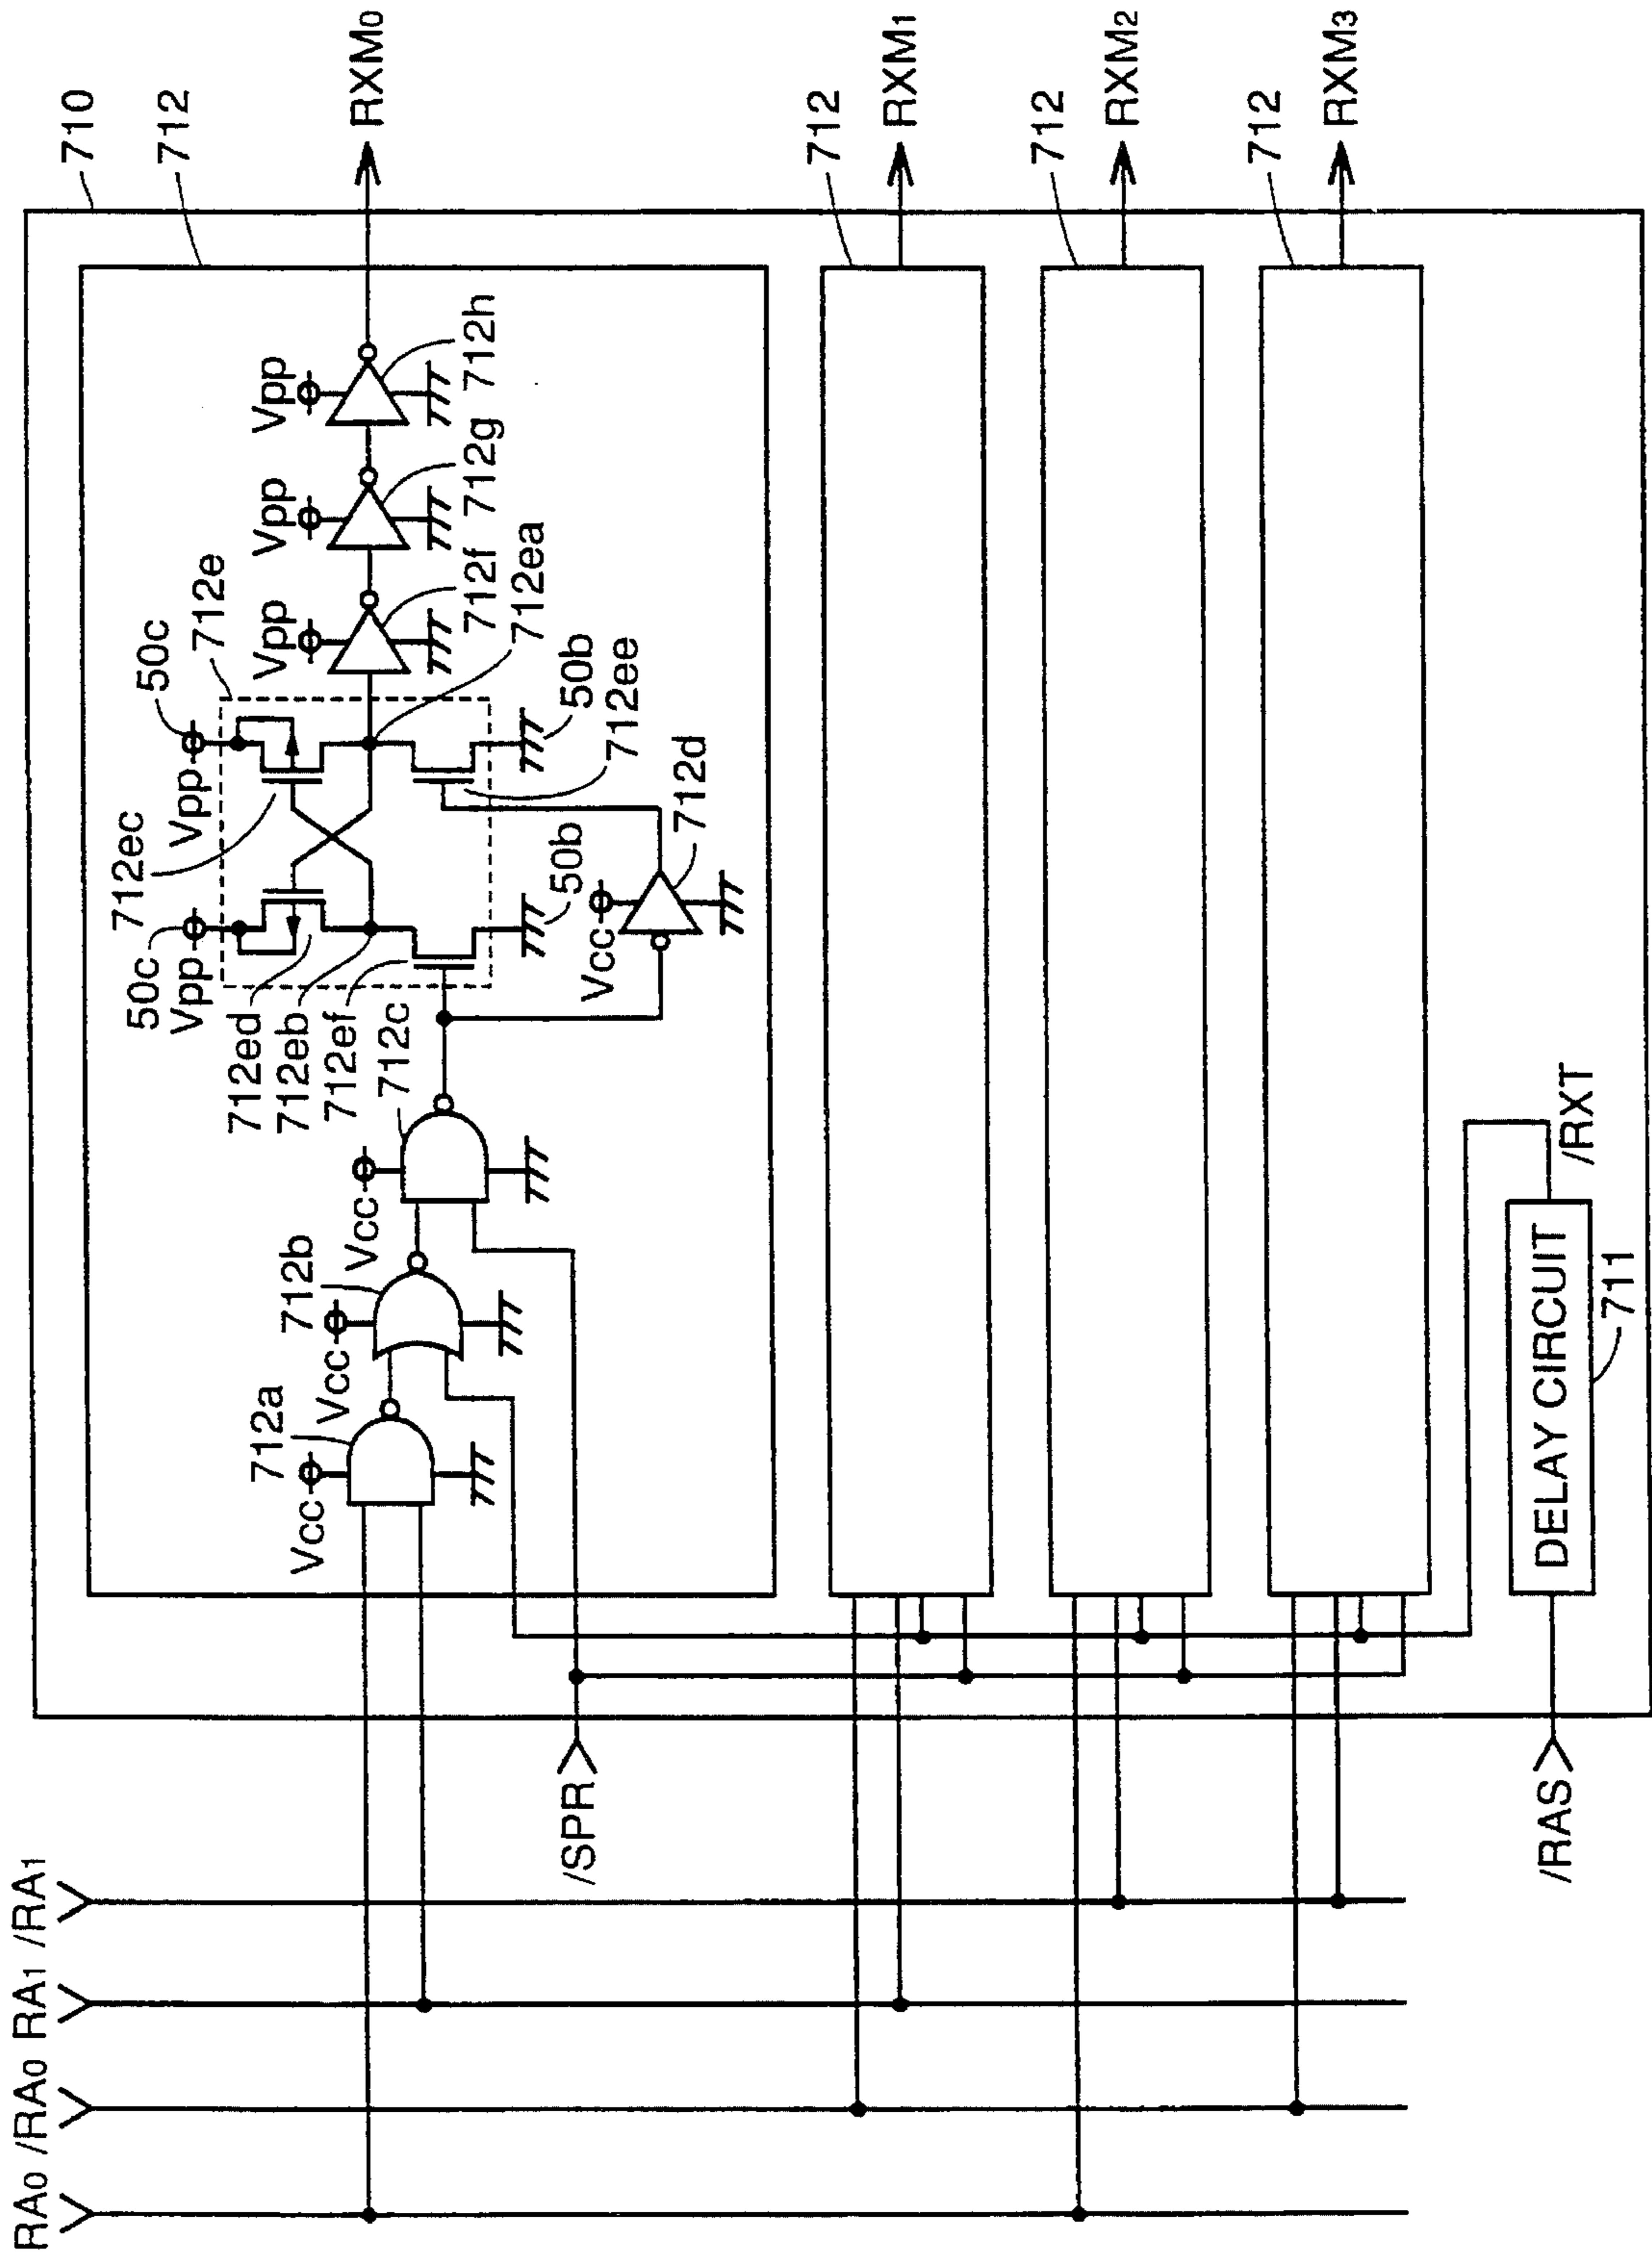 RA0 /RA0 RA1 /RA1
/SPR
/RAS
710
712
RXM0
712a
Vcc
712b
Vcc
712c
Vcc
712ed
712eb
712ef
50c
Vpp
712ec
50c
Vpp
712e
50b
50b
712ee
Vcc
712d
712ea
Vpp
712f
Vpp
712g
Vpp
712h
712
RXM1
712
RXM2
712
RXM3
DELAY CIRCUIT
711
/RXT